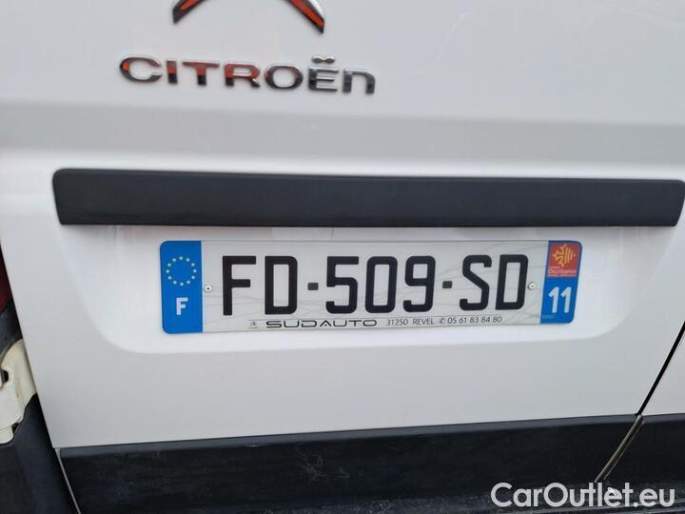 CITROËN
F FD-509-SD 11
SUDAUTO 31250 REVEL ✆ 05 61 83 84 80
CarOutlet.eu